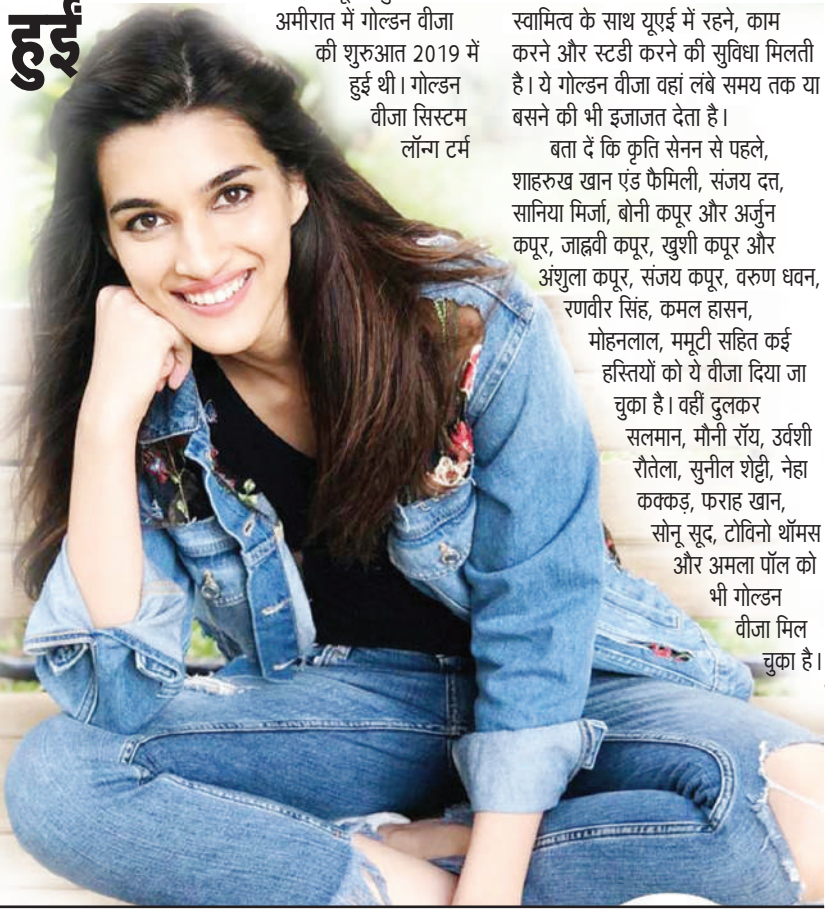 हुईं
अमीरात में गोल्डन वीजा
की शुरुआत 2019 में
हुई थी। गोल्डन
वीजा सिस्टम
लॉन्ग टर्म
स्वामित्व के साथ यूएई में रहने, काम
करने और स्टडी करने की सुविधा मिलती
है। ये गोल्डन वीजा वहां लंबे समय तक या
बसने की भी इजाजत देता है।
बता दें कि कृति सेनन से पहले,
शाहरुख खान एंड फैमिली, संजय दत्त,
सानिया मिर्जा, बोनी कपूर और अर्जुन
कपूर, जाह्नवी कपूर, खुशी कपूर और
अंशुला कपूर, संजय कपूर, वरुण धवन,
रणवीर सिंह, कमल हासन,
मोहनलाल, ममूटी सहित कई
हस्तियों को ये वीजा दिया जा
चुका है। वहीं दुलकर
सलमान, मौनी रॉय, उर्वशी
रौतेला, सुनील शेट्टी, नेहा
कक्कड़, फराह खान,
सोनू सूद, टोविनो थॉमस
और अमला पॉल को
भी गोल्डन
वीजा मिल
चुका है।